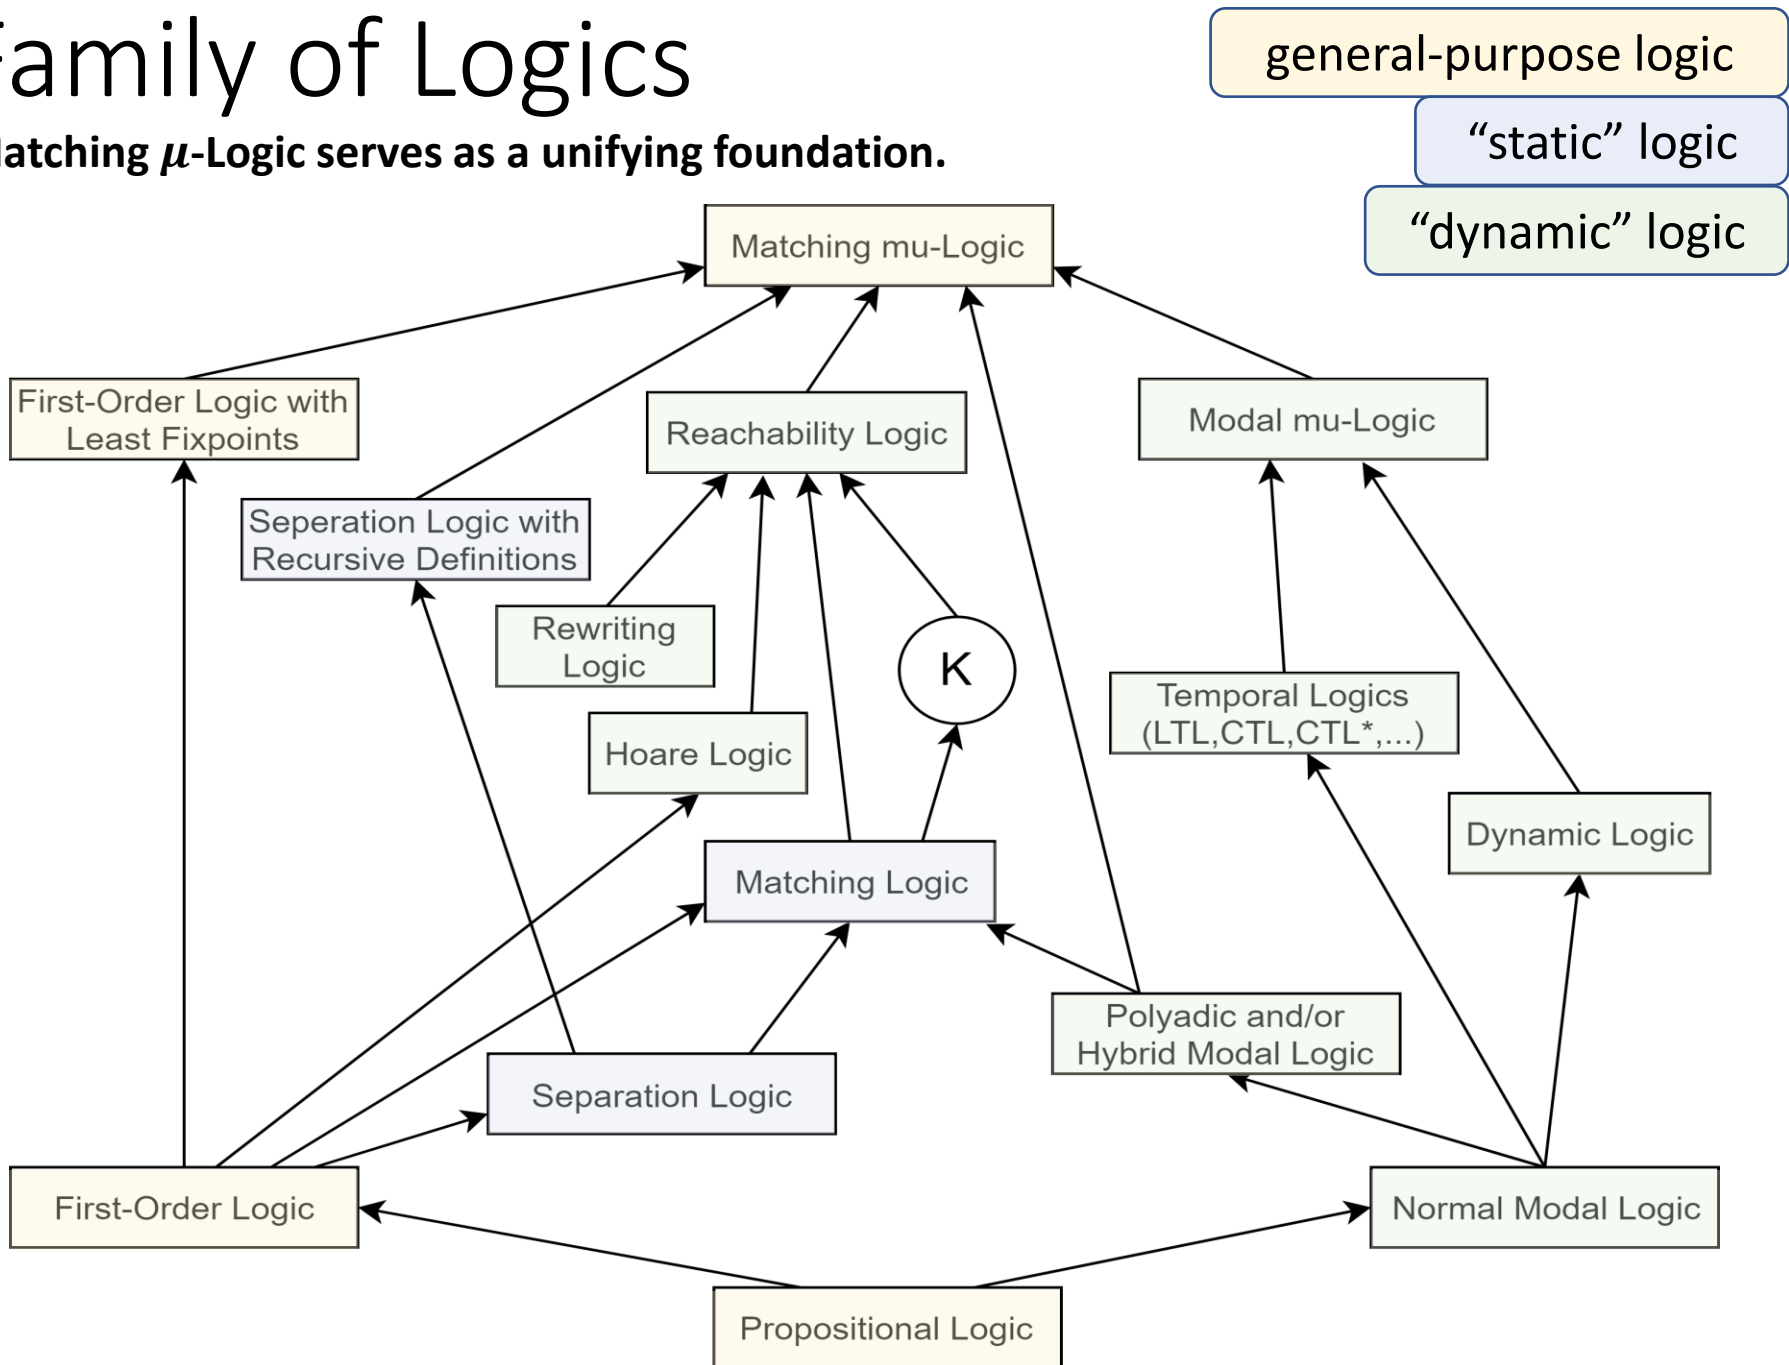 Family of Logics
general-purpose logic
“static” logic
“dynamic” logic
Matching μ-Logic serves as a unifying foundation.
Matching mu-Logic
First-Order Logic with
Least Fixpoints
Reachability Logic
Modal mu-Logic
Seperation Logic with
Recursive Definitions
Rewriting
Logic
K
Temporal Logics
(LTL,CTL,CTL*,...)
Hoare Logic
Dynamic Logic
Matching Logic
Polyadic and/or
Hybrid Modal Logic
Separation Logic
First-Order Logic
Normal Modal Logic
Propositional Logic